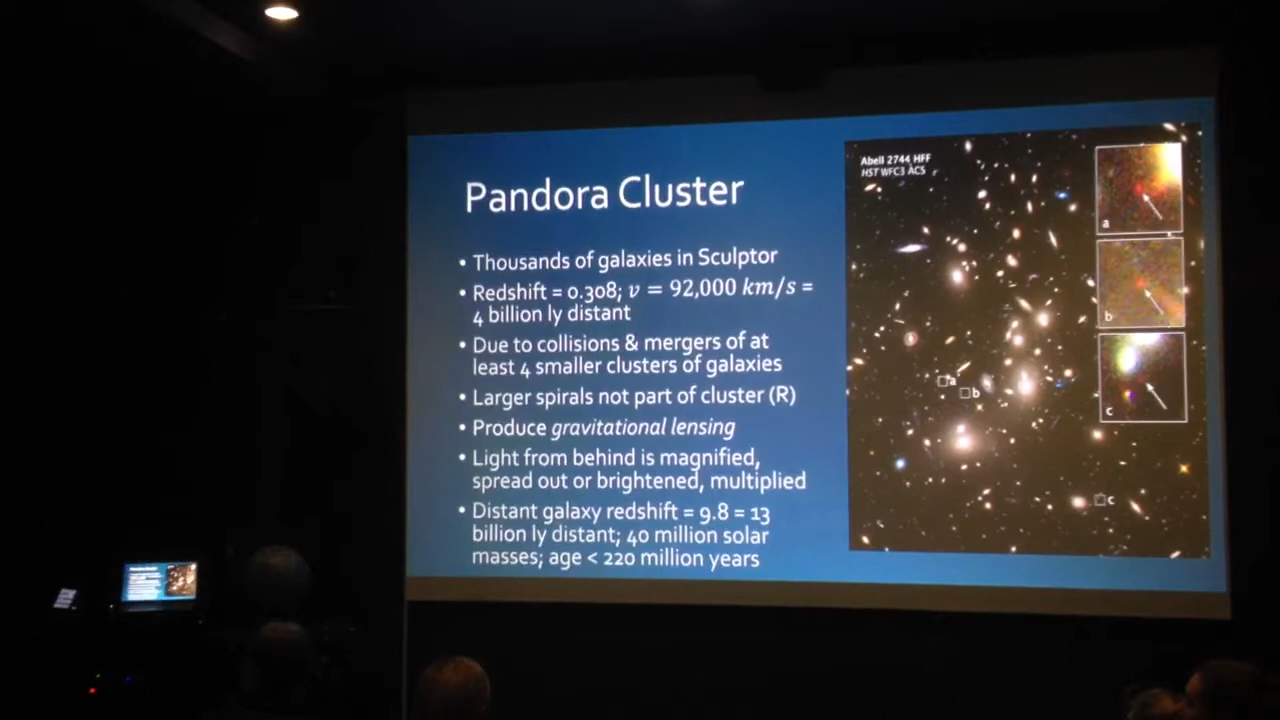 Pandora Cluster
• Thousands of galaxies in Sculptor
• Redshift = 0.308; v = 92,000 km/s =
4 billion ly distant
• Due to collisions & mergers of at
least 4 smaller clusters of galaxies
• Larger spirals not part of cluster (R)
• Produce gravitational lensing
• Light from behind is magnified,
spread out or brightened, multiplied
• Distant galaxy redshift = 9.8 = 13
billion ly distant; 40 million solar
masses; age < 220 million years
Abell 2744 HFF
HST WFC3 ACS
a
b
c
a
b
c
Pandora Cluster